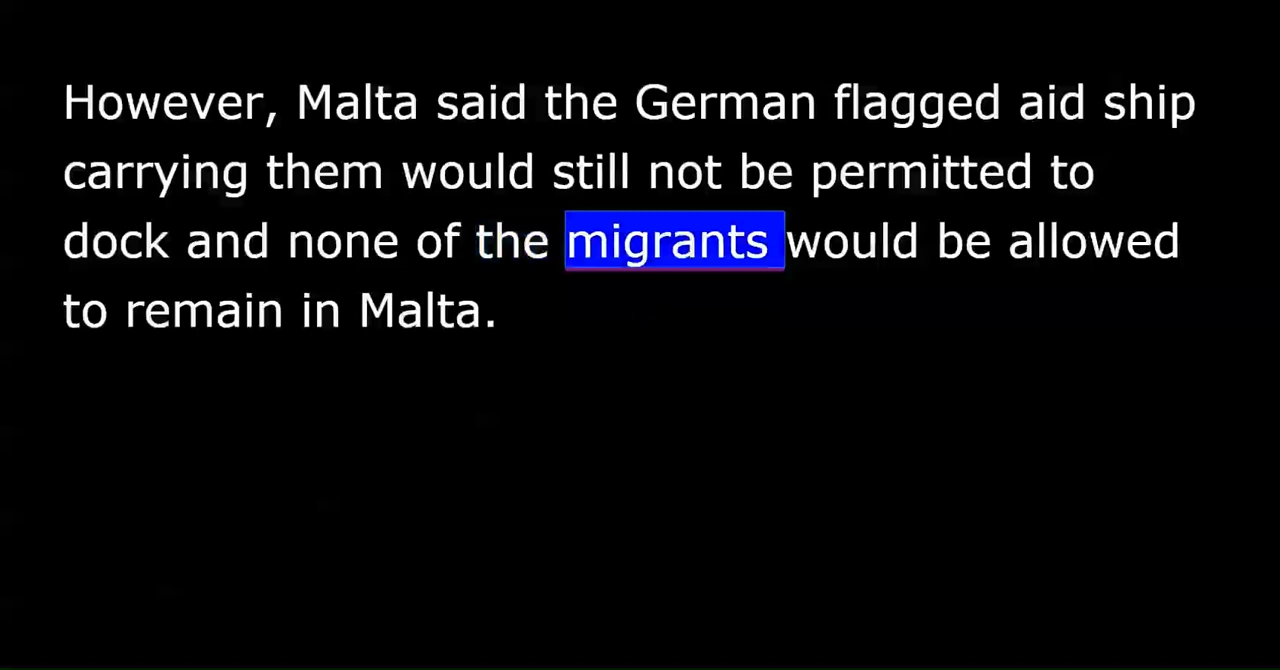 However, Malta said the German flagged aid ship
carrying them would still not be permitted to
dock and none of the migrants would be allowed
to remain in Malta.